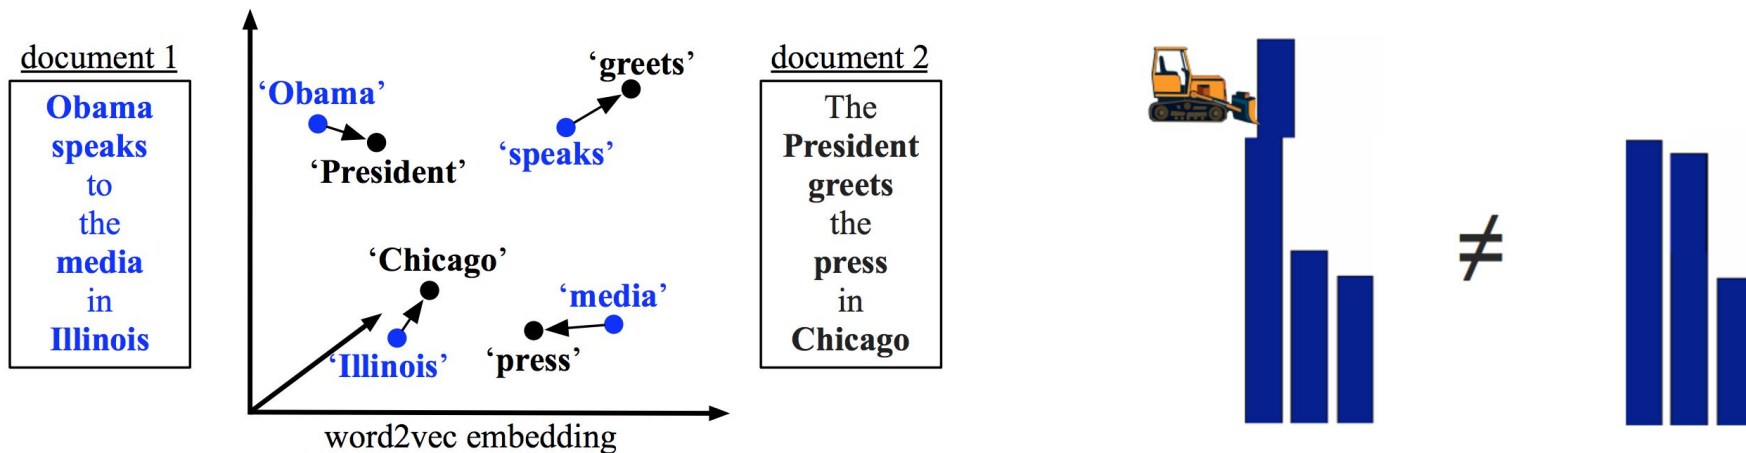 document 1
Obama
speaks
to
the
media
in
Illinois
‘Obama’
‘President’
‘greets’
‘speaks’
‘Chicago’
‘Illinois’
‘media’
‘press’
word2vec embedding
document 2
The
President
greets
the
press
in
Chicago
≠